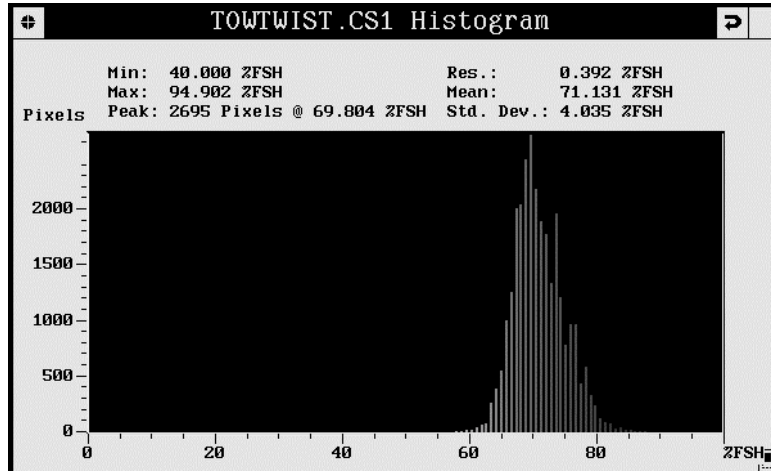 TOWTWIST.CS1 Histogram
Min: 40.000 %FSH Res.: 0.392 %FSH
Max: 94.902 %FSH Mean: 71.131 %FSH
Peak: 2695 Pixels @ 69.804 %FSH Std. Dev.: 4.035 %FSH
Pixels
2000
1500
1000
500
0
0 20 40 60 80 %FSH